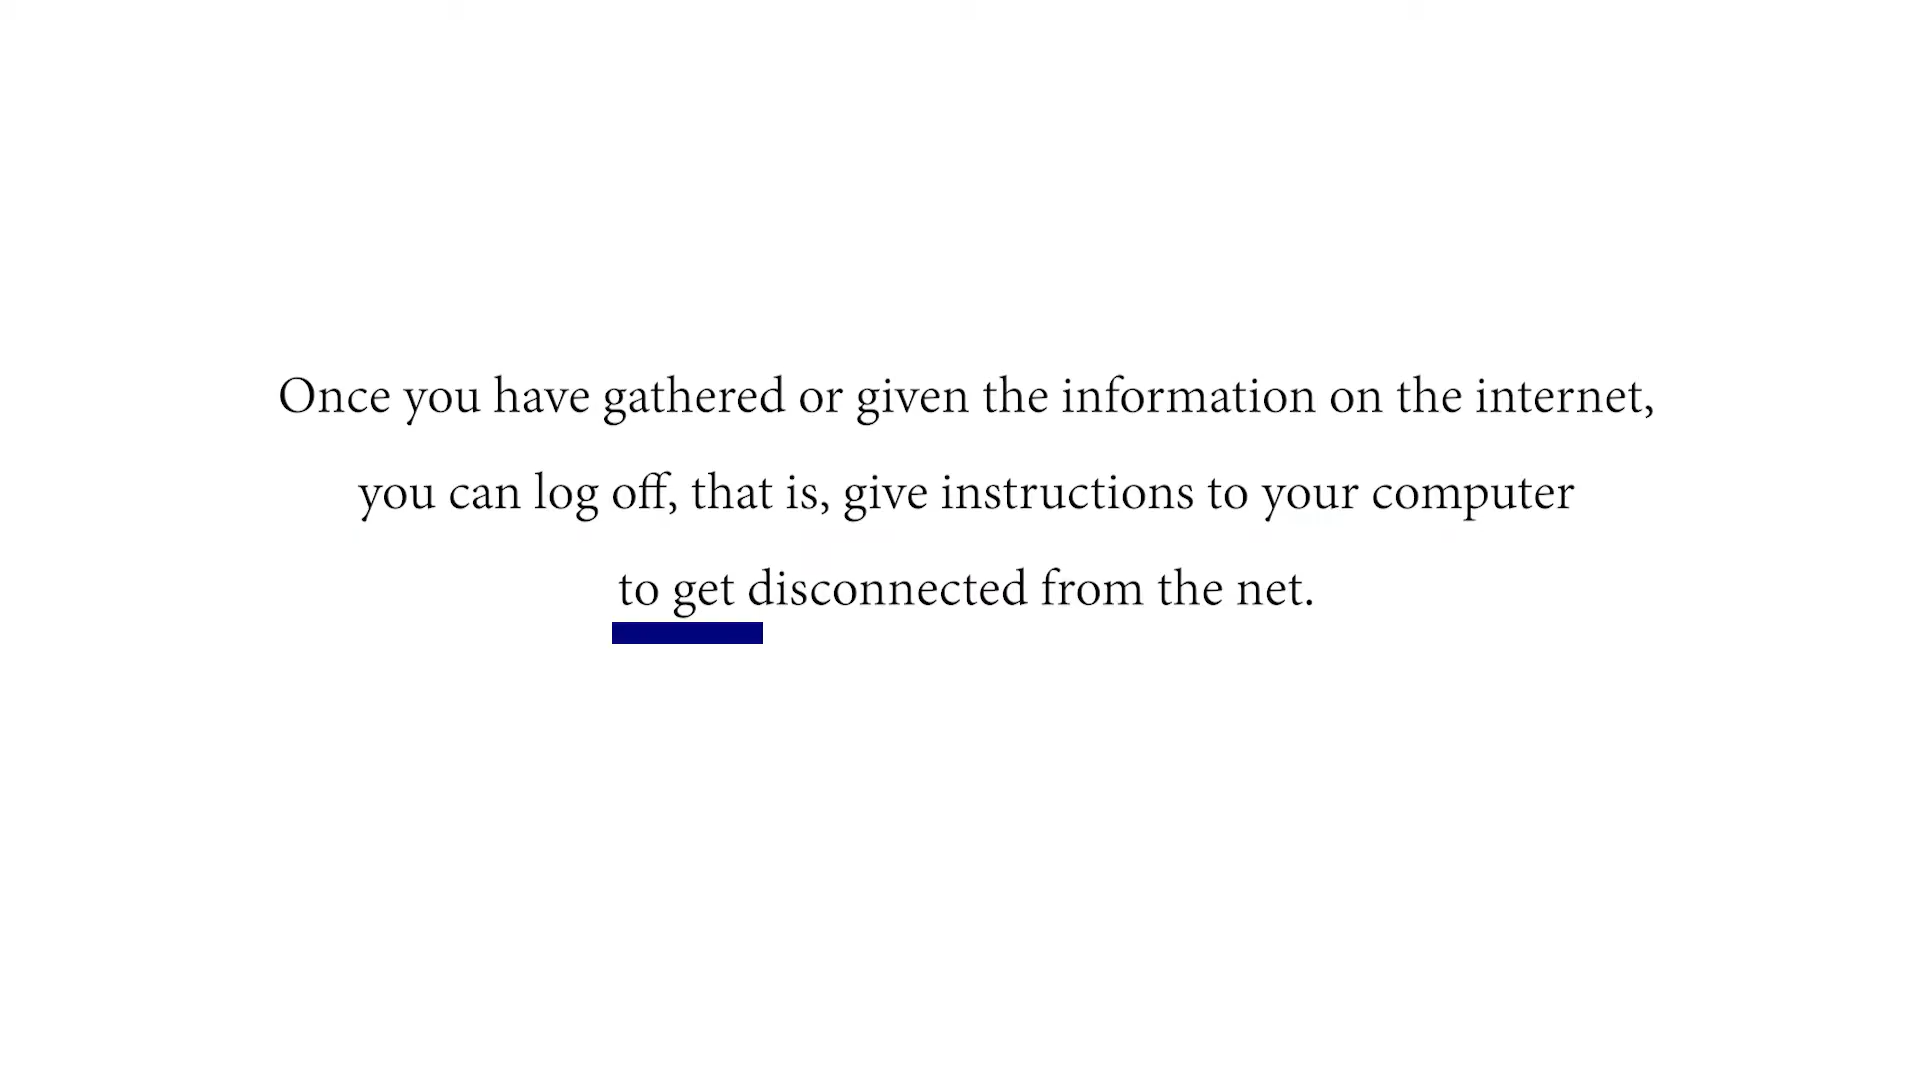 Once you have gathered or given the information on the internet,
you can log off, that is, give instructions to your computer
to get disconnected from the net.